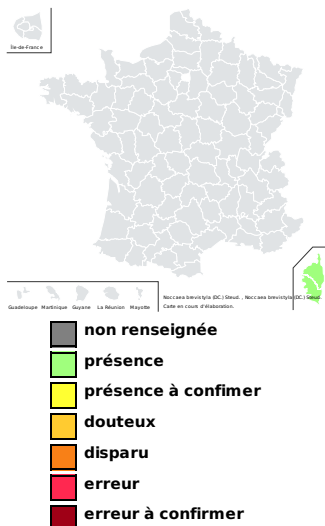 Île-de-France
Guadeloupe Martinique Guyane La Réunion Mayotte
Noccaea brevistyla (DC.) Steud. , Noccaea brevistyla (DC.) Steud.
Carte en cours d'élaboration.
non renseignée
présence
présence à confimer
douteux
disparu
erreur
erreur à confirmer